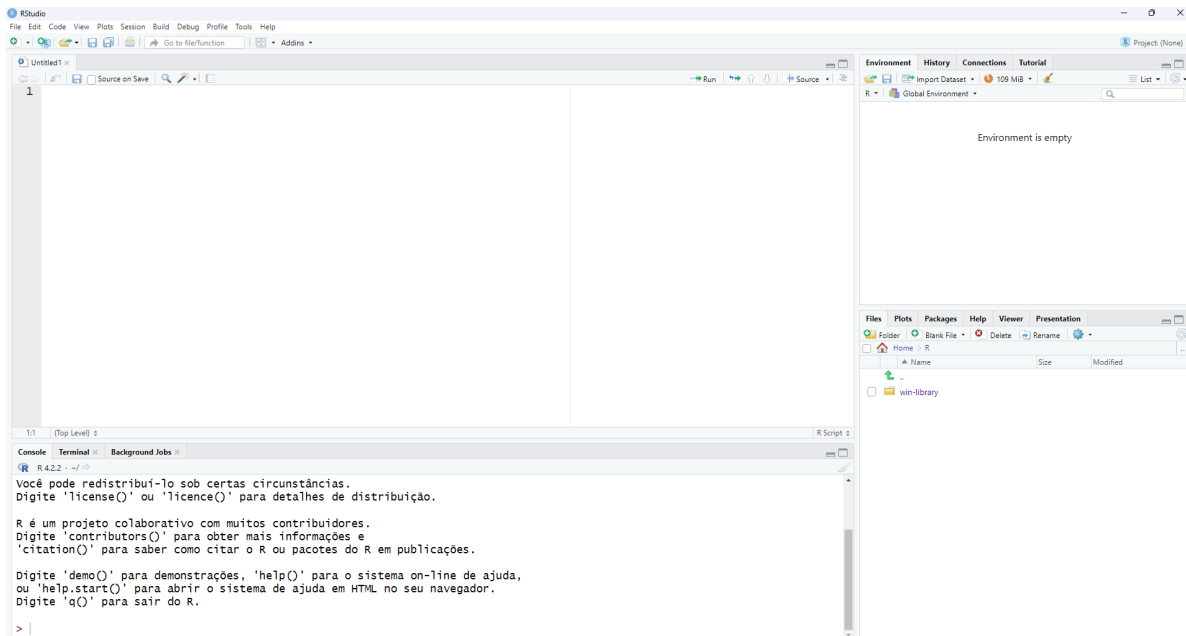 RStudio
File Edit Code View Plots Session Build Debug Profile Tools Help
Go to file/function Addins Project: (None)
Untitled1
Source on Save Run Source
1
1:1 (Top Level) R Script
Console Terminal Background Jobs
R 4.2.2 · ~/
Você pode redistribuí-lo sob certas circunstâncias.
Digite 'license()' ou 'licence()' para detalhes de distribuição.
R é um projeto colaborativo com muitos contribuidores.
Digite 'contributors()' para obter mais informações e
'citation()' para saber como citar o R ou pacotes do R em publicações.
Digite 'demo()' para demonstrações, 'help()' para o sistema on-line de ajuda,
ou 'help.start()' para abrir o sistema de ajuda em HTML no seu navegador.
Digite 'q()' para sair do R.
>
Environment History Connections Tutorial
Import Dataset 109 MiB List
R Global Environment
Environment is empty
Files Plots Packages Help Viewer Presentation
Folder Blank File Delete Rename
Home > R ...
Name Size Modified
..
win-library